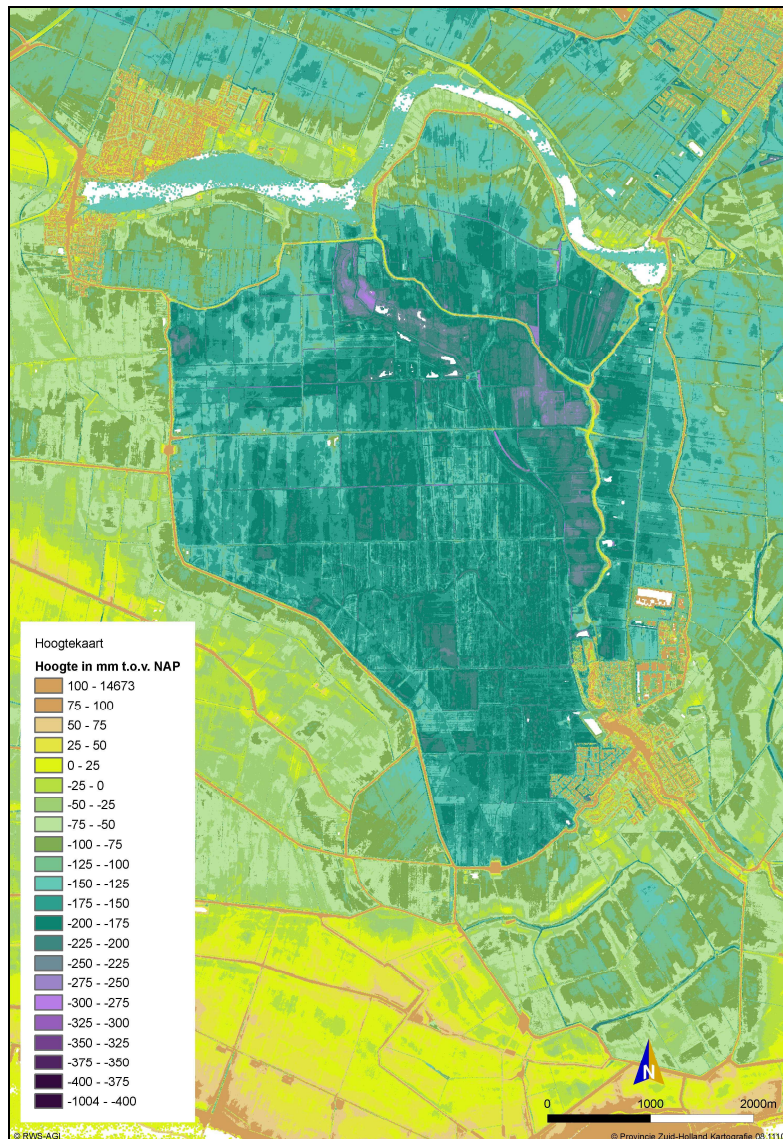 Hoogtekaart
Hoogte in mm t.o.v. NAP
100 - 14673
75 - 100
50 - 75
25 - 50
0 - 25
-25 - 0
-50 - -25
-75 - -50
-100 - -75
-125 - -100
-150 - -125
-175 - -150
-200 - -175
-225 - -200
-250 - -225
-275 - -250
-300 - -275
-325 - -300
-350 - -325
-375 - -350
-400 - -375
-1004 - -400
N
0 1000 2000m
© RWS-AGI © Provincie Zuid-Holland Kartografie